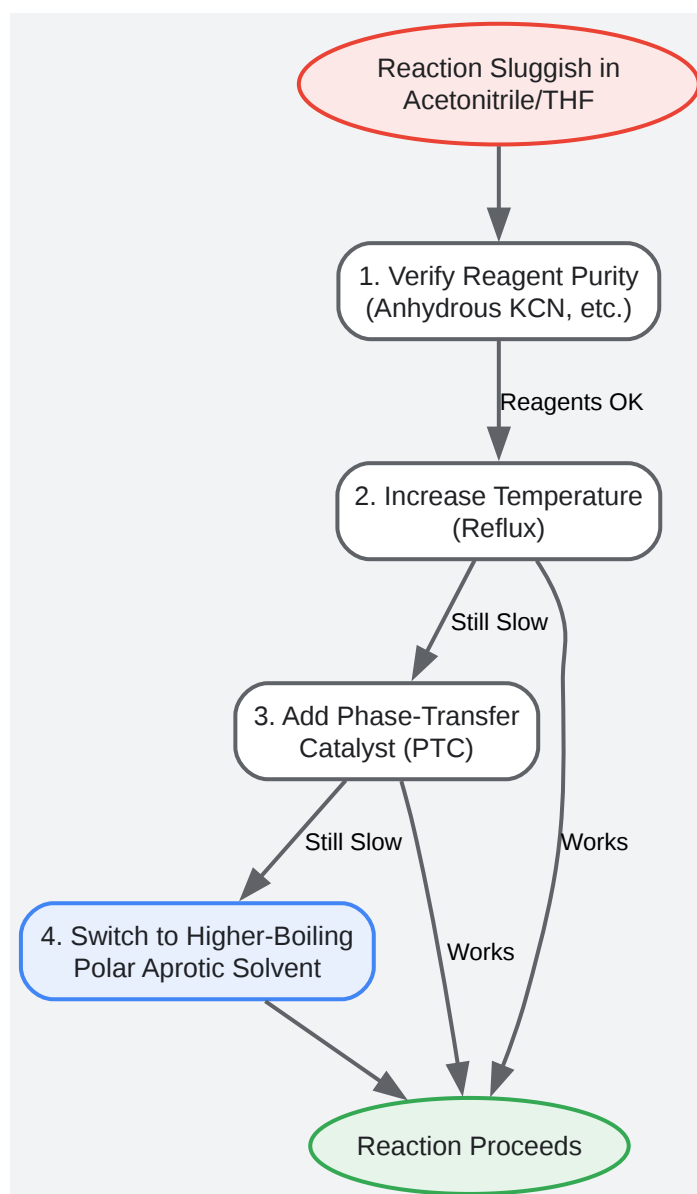 Reaction Sluggish in
Acetonitrile/THF
1. Verify Reagent Purity
(Anhydrous KCN, etc.)
Reagents OK
2. Increase Temperature
(Reflux)
Still Slow
3. Add Phase-Transfer
Catalyst (PTC)
Still Slow
Works
4. Switch to Higher-Boiling
Polar Aprotic Solvent
Works
Reaction Proceeds